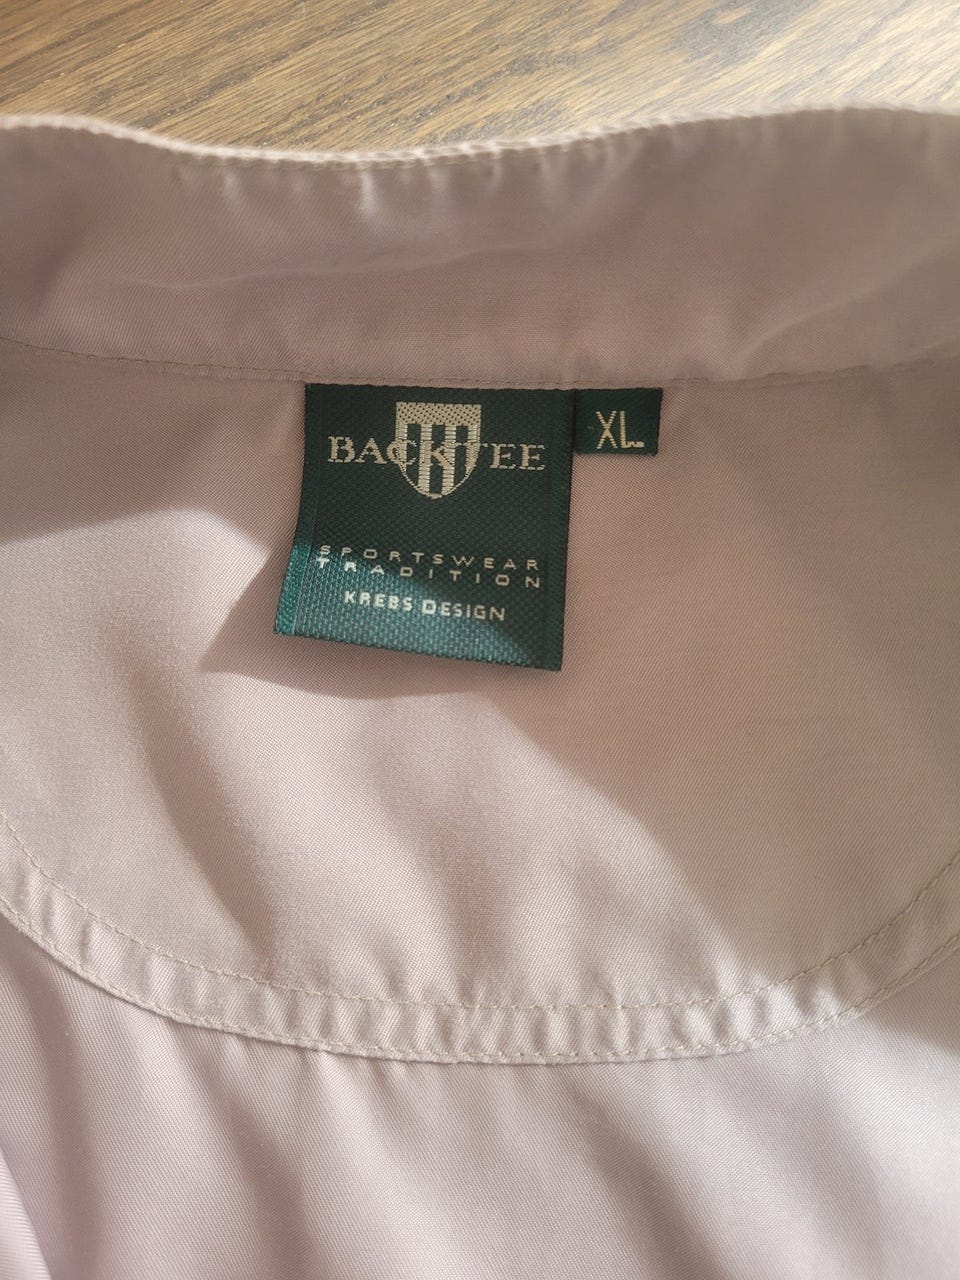 BACKTEE
XL
SPORTSWEAR
TRADITION
KREBS DESIGN